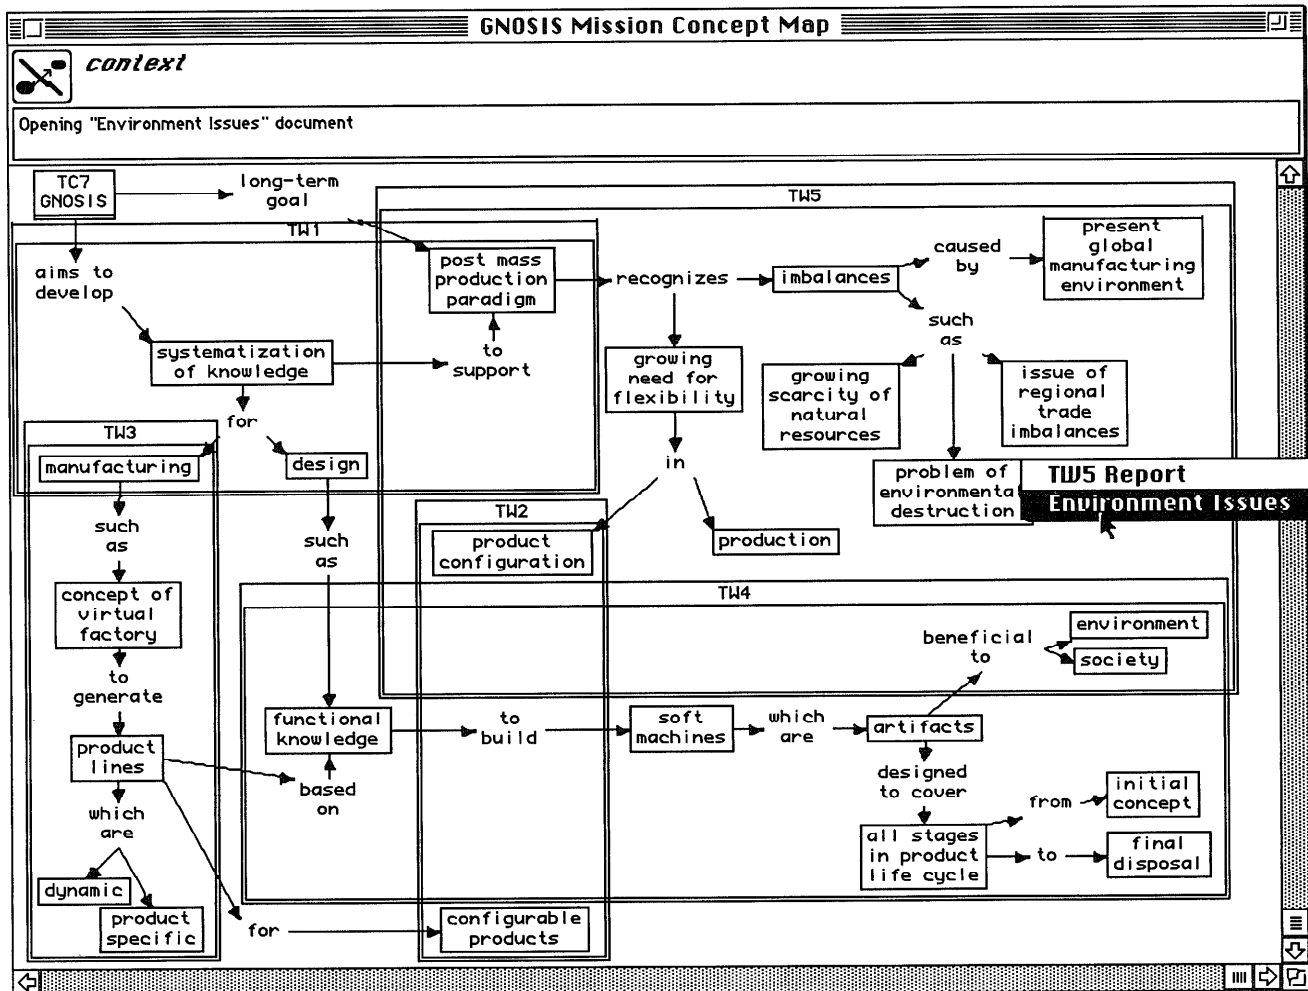 GNOSIS Mission Concept Map
context
Opening "Environment Issues" document
TC7
GNOSIS
long-term
goal
TW5
TW1
aims to
develop
post mass
production
paradigm
recognizes
imbalances
caused
by
present
global
manufacturing
environment
such
as
systematization
of knowledge
to
support
growing
need for
flexibility
growing
scarcity of
natural
resources
issue of
regional
trade
imbalances
for
TW3
manufacturing
design
in
problem of
environmenta
destruction
TW5 Report
Environment Issues
such
as
such
as
TW2
product
configuration
production
concept of
virtual
factory
TW4
beneficial
to
environment
society
to
generate
functional
knowledge
to
build
soft
machines
which
are
artifacts
product
lines
based
on
designed
to cover
from
initial
concept
which
are
all stages
in product
life cycle
to
final
disposal
dynamic
product
specific
for
configurable
products